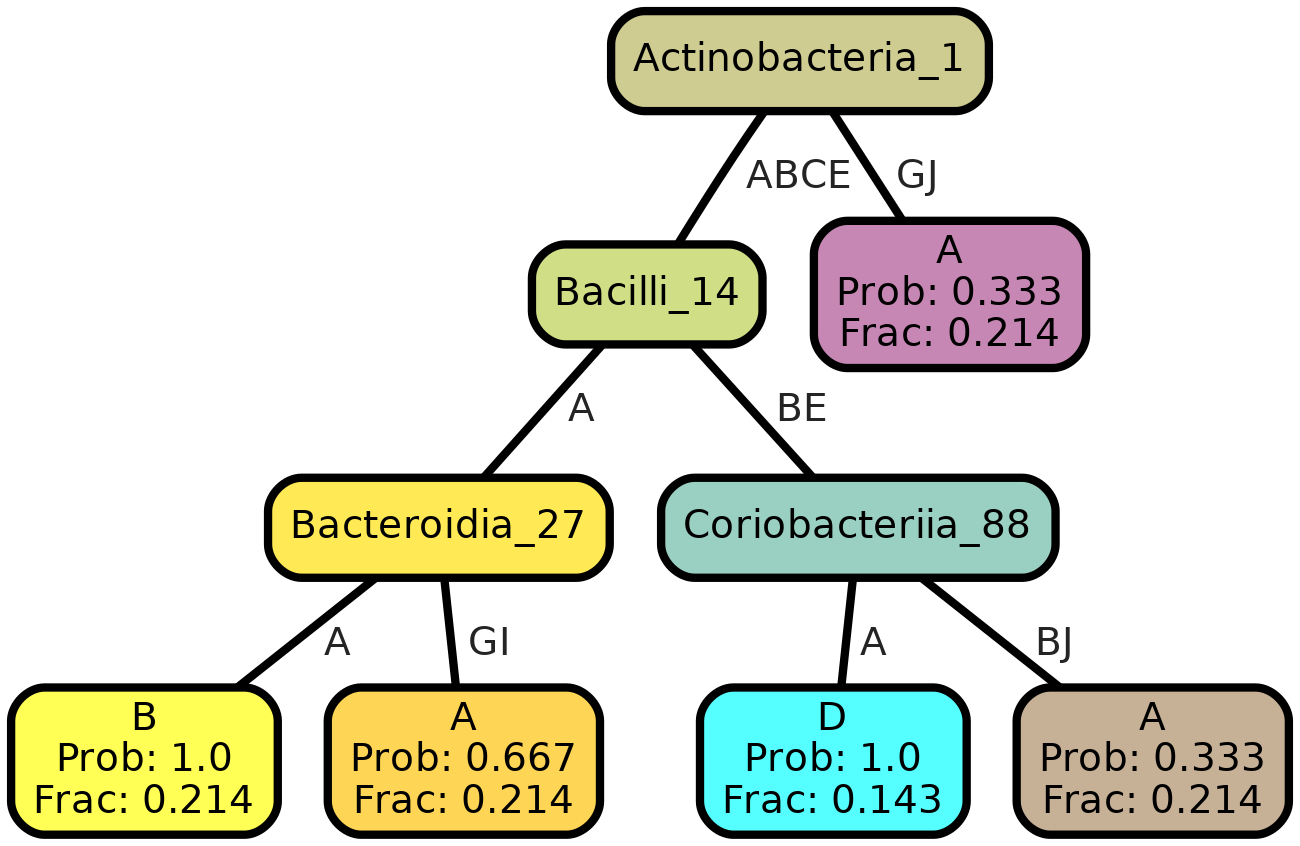 Actinobacteria_1
ABCE
GJ
Bacilli_14
A
Prob: 0.333
Frac: 0.214
A
BE
Bacteroidia_27
Coriobacteriia_88
A
GI
A
BJ
B
Prob: 1.0
Frac: 0.214
A
Prob: 0.667
Frac: 0.214
D
Prob: 1.0
Frac: 0.143
A
Prob: 0.333
Frac: 0.214